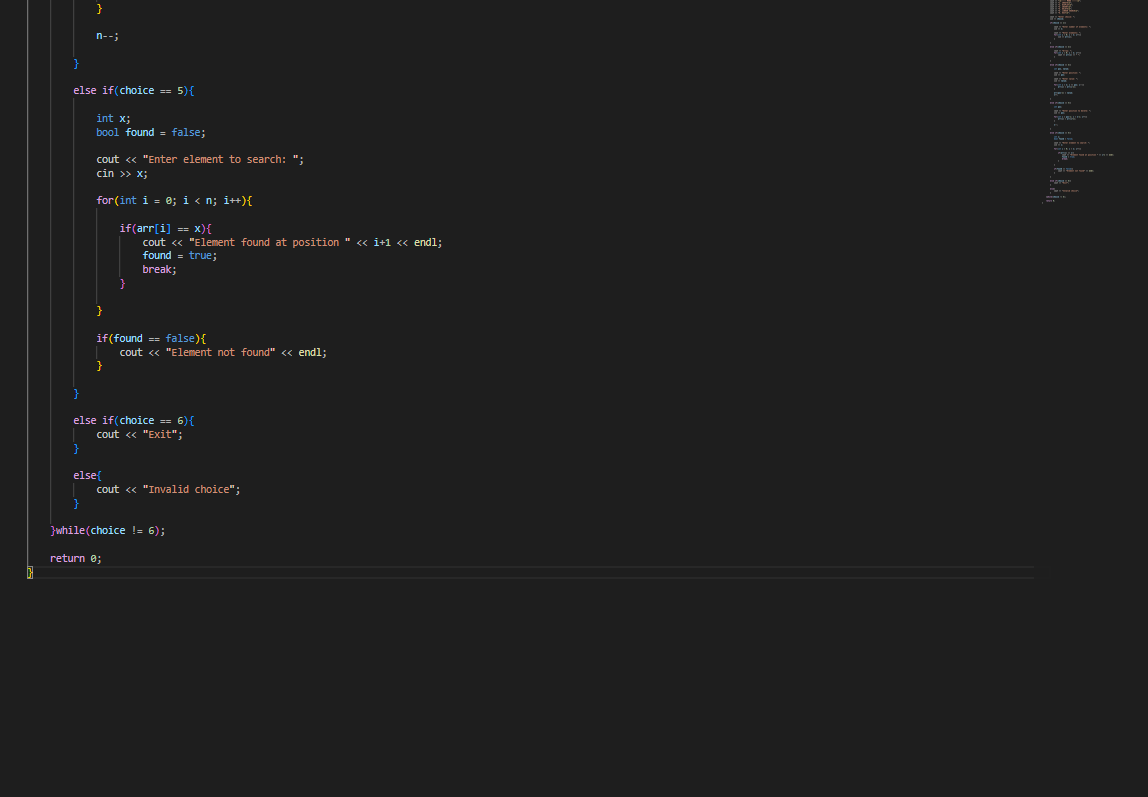 }
n--;
}
else if(choice == 5){
int x;
bool found = false;
cout << "Enter element to search: ";
cin >> x;
for(int i = 0; i < n; i++){
if(arr[i] == x){
cout << "Element found at position " << i+1 << endl;
found = true;
break;
}
}
if(found == false){
cout << "Element not found" << endl;
}
}
else if(choice == 6){
cout << "Exit";
}
else{
cout << "Invalid choice";
}
}while(choice != 6);
return 0;
}